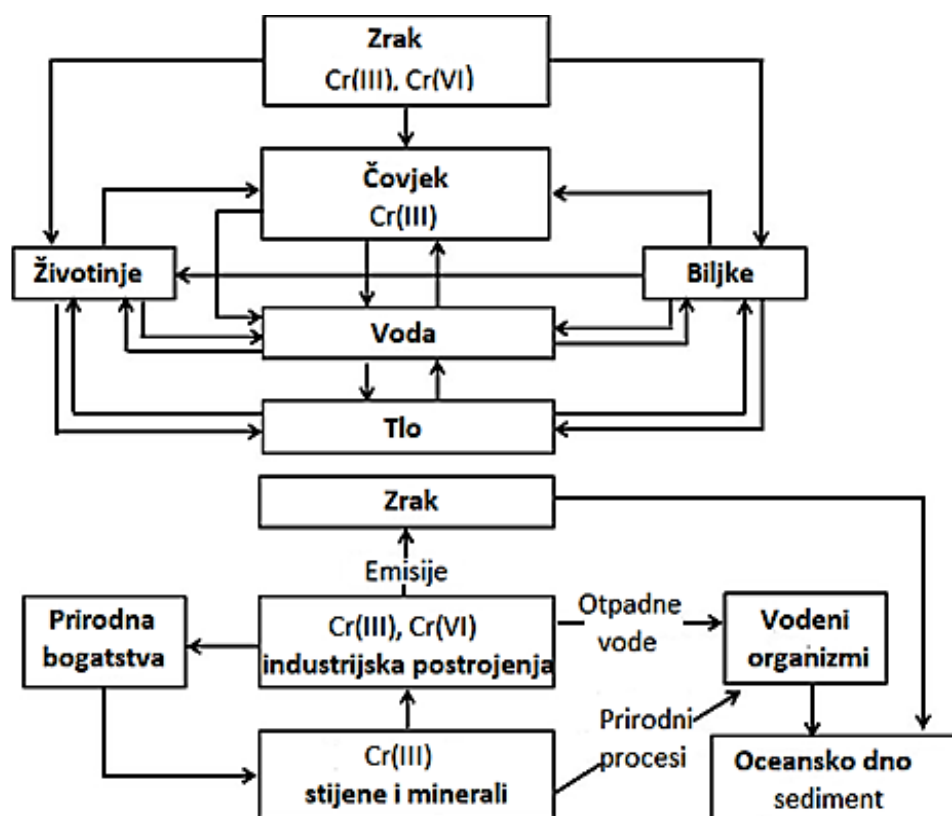 Zrak
Cr(III), Cr(VI)
Čovjek
Cr(III)
Životinje
Biljke
Voda
Tlo
Zrak
Emisije
Prirodna
bogatstva
Cr(III), Cr(VI)
industrijska postrojenja
Otpadne
vode
Vodeni
organizmi
Cr(III)
stijene i minerali
Prirodni
procesi
Oceansko dno
sediment